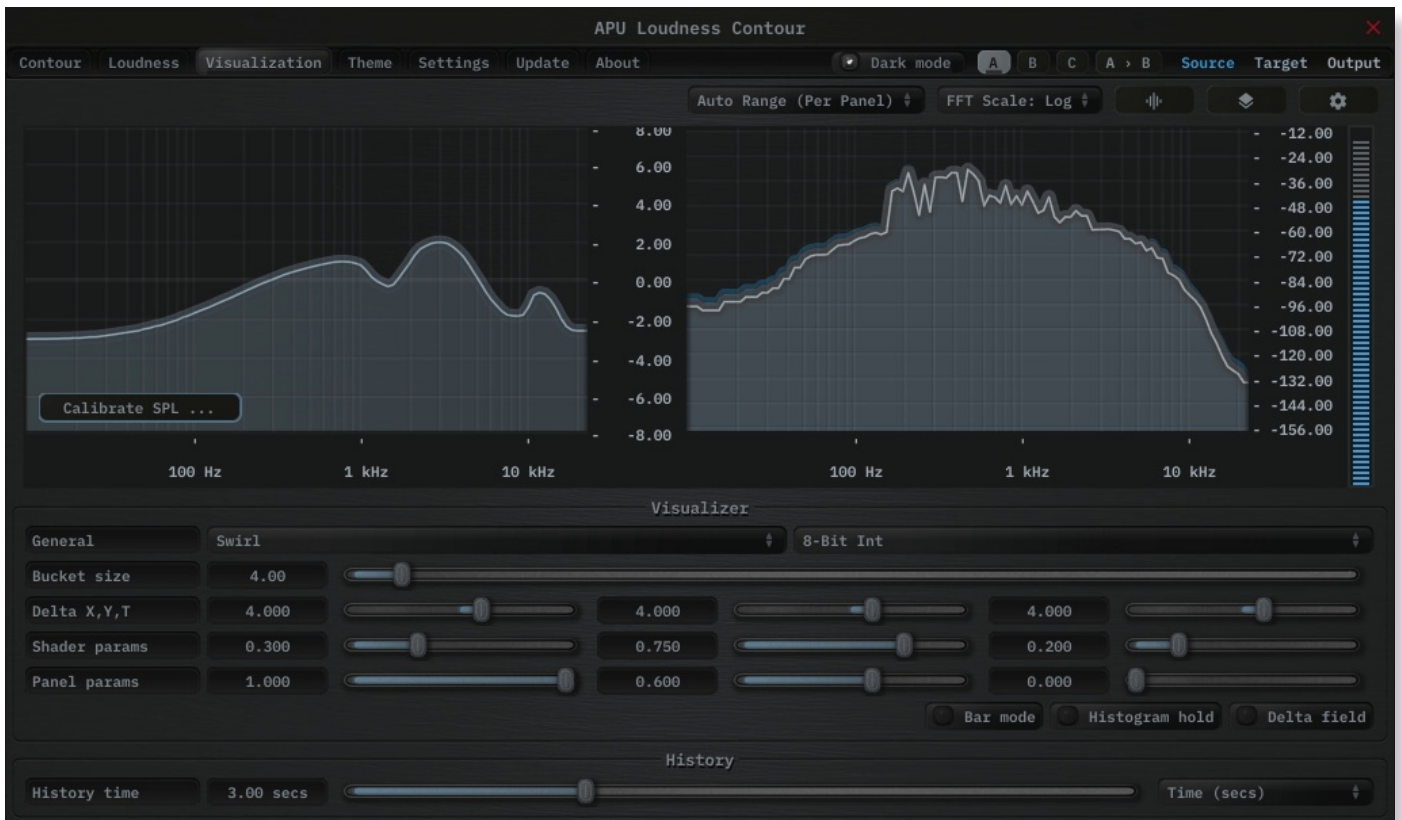 APU Loudness Contour
Contour Loudness Visualization Theme Settings Update About Dark mode A B C A › B Source Target Output
Auto Range (Per Panel) FFT Scale: Log
8.00
6.00
4.00
2.00
0.00
-2.00
-4.00
-6.00
-8.00
Calibrate SPL ...
100 Hz 1 kHz 10 kHz
-12.00
-24.00
-36.00
-48.00
-60.00
-72.00
-84.00
-96.00
-108.00
-120.00
-132.00
-144.00
-156.00
100 Hz 1 kHz 10 kHz
Visualizer
General Swirl 8-Bit Int
Bucket size 4.00
Delta X,Y,T 4.000 4.000 4.000
Shader params 0.300 0.750 0.200
Panel params 1.000 0.600 0.000
Bar mode Histogram hold Delta field
History
History time 3.00 secs Time (secs)